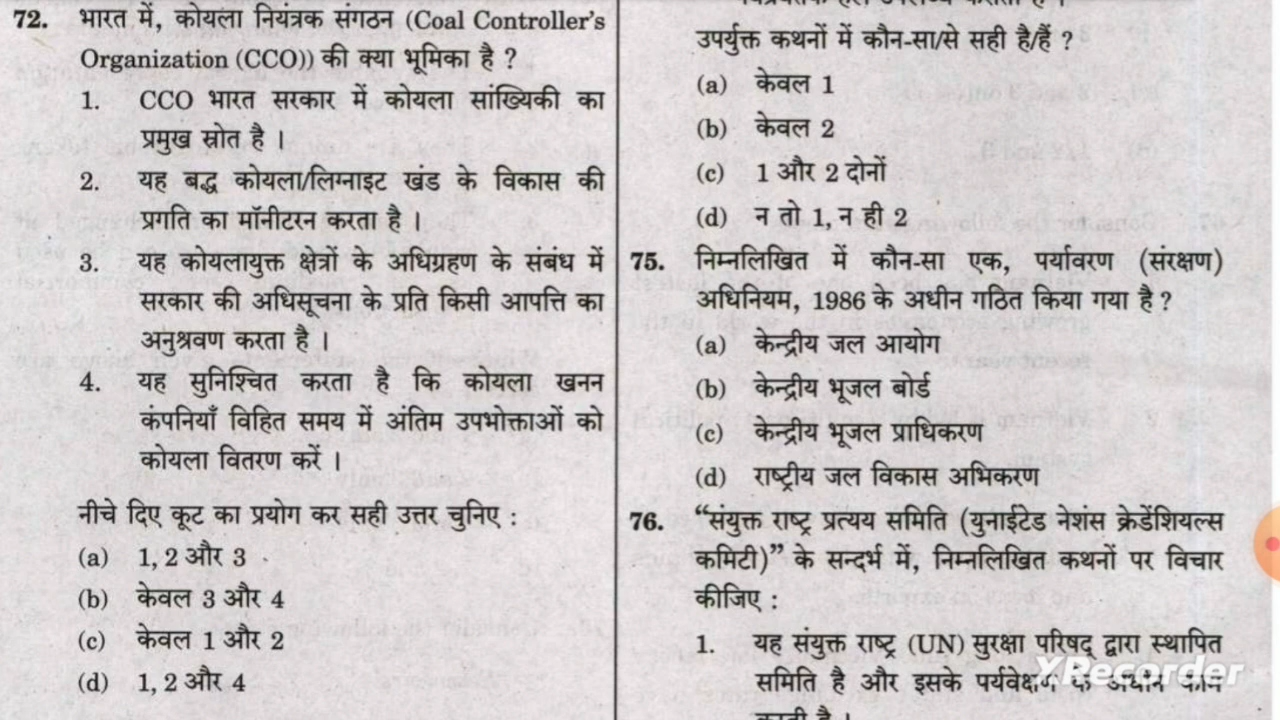 72. भारत में, कोयला नियंत्रक संगठन (Coal Controller's
Organization (CCO)) की क्या भूमिका है ?
1. CCO भारत सरकार में कोयला सांख्यिकी का
प्रमुख स्रोत है ।
2. यह बद्ध कोयला/लिग्नाइट खंड के विकास की
प्रगति का मॉनीटरन करता है ।
3. यह कोयलायुक्त क्षेत्रों के अधिग्रहण के संबध में
सरकार की अधिसूचना के प्रति किसी आपत्ति का
अनुश्रवण करता है ।
4. यह सुनिश्चित करता है कि कोयला खनन
कंपनियाँ विहित समय में अंतिम उपभोक्ताओं को
कोयला वितरण करें ।
नीचे दिए कूट का प्रयोग कर सही उत्तर चुनिए :
(a) 1, 2 और 3
(b) केवल 3 और 4
(c) केवल 1 और 2
(d) 1, 2 और 4
उपर्युक्त कथनों में कौन-सा/से सही है/हैं ?
(a) केवल 1
(b) केवल 2
(c) 1 और 2 दोनों
(d) न तो 1, न ही 2
75. निम्नलिखित में कौन-सा एक, पर्यावरण (संरक्षण)
अधिनियम, 1986 के अधीन गठित किया गया है ?
(a) केन्द्रीय जल आयोग
(b) केन्द्रीय भूजल बोर्ड
(c) केन्द्रीय भूजल प्राधिकरण
(d) राष्ट्रीय जल विकास अभिकरण
76. "संयुक्त राष्ट्र प्रत्यय समिति (युनाईटेड नेशंस क्रेडेंशियल्स
कमिटी)" के सन्दर्भ में, निम्नलिखित कथनों पर विचार
कीजिए :
1. यह संयुक्त राष्ट्र (UN) सुरक्षा परिषद् द्वारा स्थापित
समिति है और इसके पर्यवेक्षण के अधीन काम
XRecorder